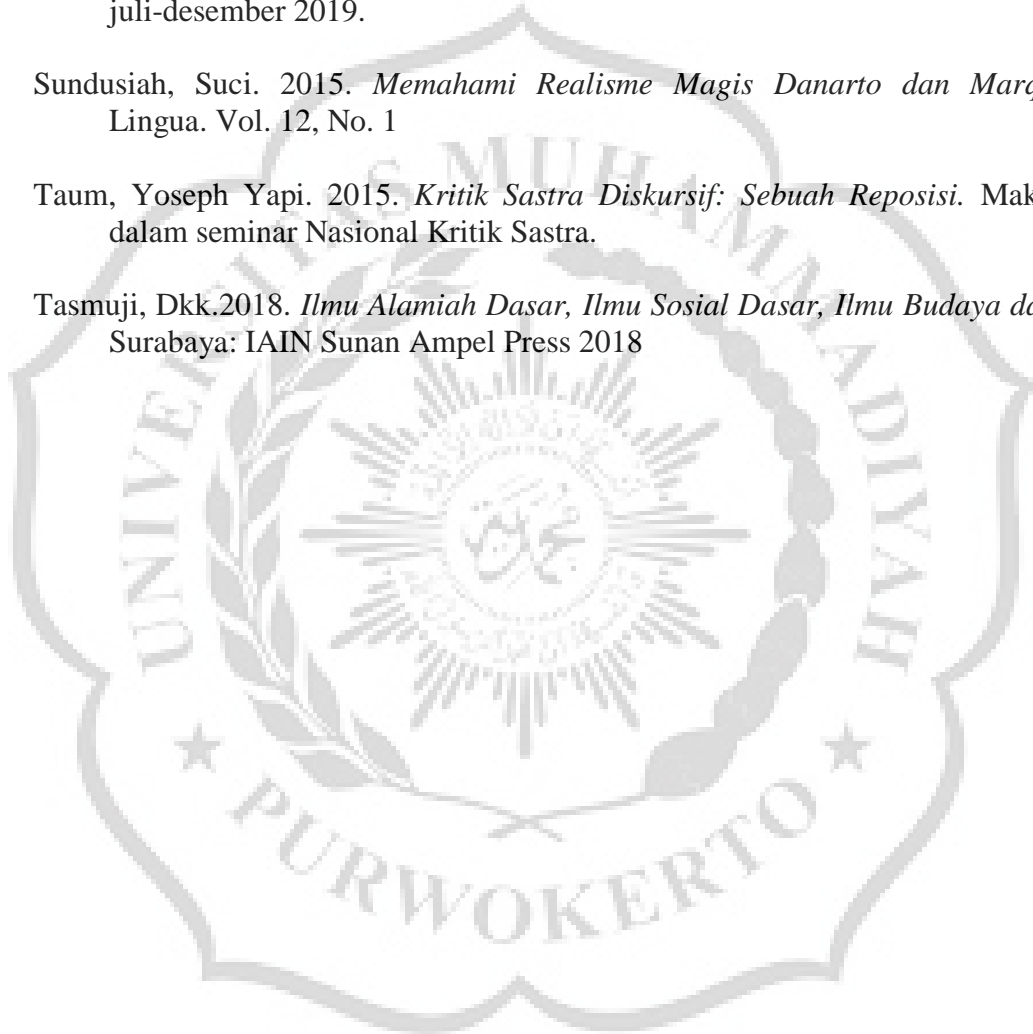 juli-desember 2019.
Sundusiah, Suci. 2015. Memahami Realisme Magis Danarto dan Marq
Lingua. Vol. 12, No. 1
Taum, Yoseph Yapi. 2015. Kritik Sastra Diskursif: Sebuah Reposisi. Mak
dalam seminar Nasional Kritik Sastra.
Tasmuji, Dkk.2018. Ilmu Alamiah Dasar, Ilmu Sosial Dasar, Ilmu Budaya da
Surabaya: IAIN Sunan Ampel Press 2018
UNIVERSITAS MUHAMMADIYAH
PURWOKERTO